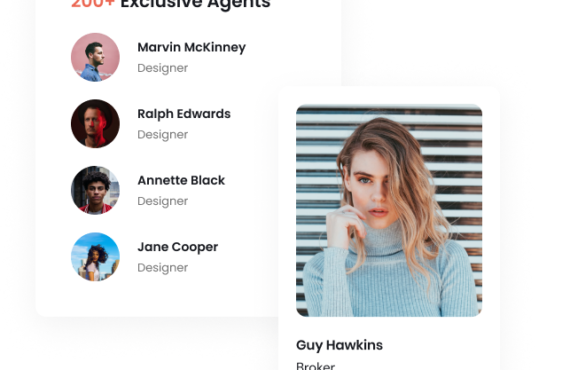 200+ Exclusive Agents
Marvin McKinney
Designer
Ralph Edwards
Designer
Annette Black
Designer
Jane Cooper
Designer
Guy Hawkins
Broker